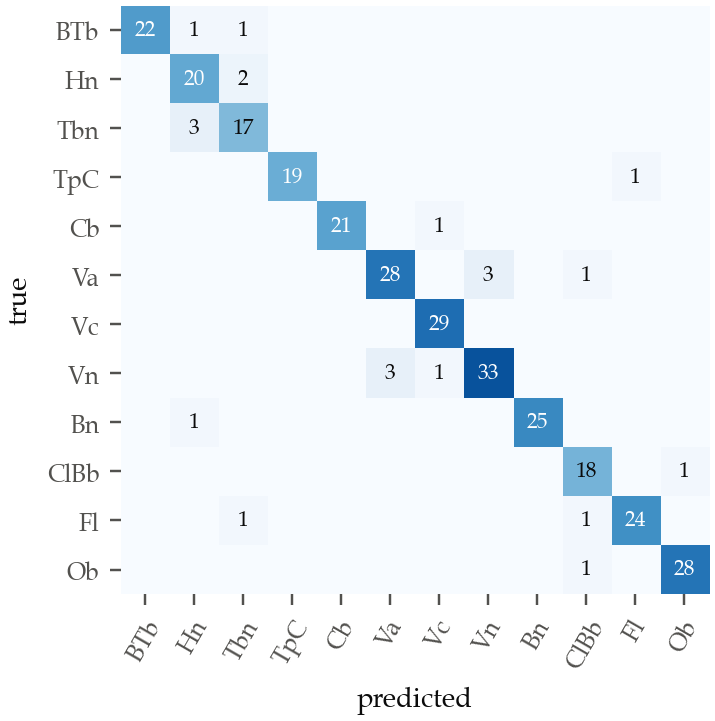 BTb 22 1 1
Hn 20 2
Tbn 3 17
TpC 19 1
Cb 21 1
Va 28 3 1
Vc 29
Vn 3 1 33
Bn 1 25
ClBb 18 1
Fl 1 1 24
Ob 1 28
true
BTb Hn Tbn TpC Cb Va Vc Vn Bn ClBb Fl Ob
predicted